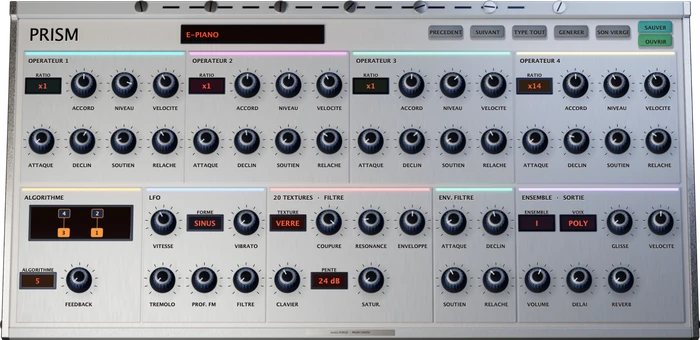 PRISM
E-PIANO
PRECEDENT
SUIVANT
TYPE TOUT
GENERER
SON VIERGE
SAUVER
OUVRIR
OPERATEUR 1
RATIO
x1
ACCORD
NIVEAU
VELOCITE
ATTAQUE
DECLIN
SOUTIEN
RELACHE
OPERATEUR 2
RATIO
x1
ACCORD
NIVEAU
VELOCITE
ATTAQUE
DECLIN
SOUTIEN
RELACHE
OPERATEUR 3
RATIO
x1
ACCORD
NIVEAU
VELOCITE
ATTAQUE
DECLIN
SOUTIEN
RELACHE
OPERATEUR 4
RATIO
x14
ACCORD
NIVEAU
VELOCITE
ATTAQUE
DECLIN
SOUTIEN
RELACHE
ALGORITHME
4 2
3 1
ALGORITHME
5
FEEDBACK
LFO
FORME
SINUS
VITESSE
VIBRATO
TREMOLO
PROF. FM
FILTRE
20 TEXTURES · FILTRE
TEXTURE
VERRE
COUPURE
RESONANCE
ENVELOPPE
CLAVIER
PENTE
24 dB
SATUR.
ENV. FILTRE
ATTAQUE
DECLIN
SOUTIEN
RELACHE
ENSEMBLE · SORTIE
ENSEMBLE
I
VOIX
POLY
GLISSE
VELOCITE
VOLUME
DELAI
REVERB